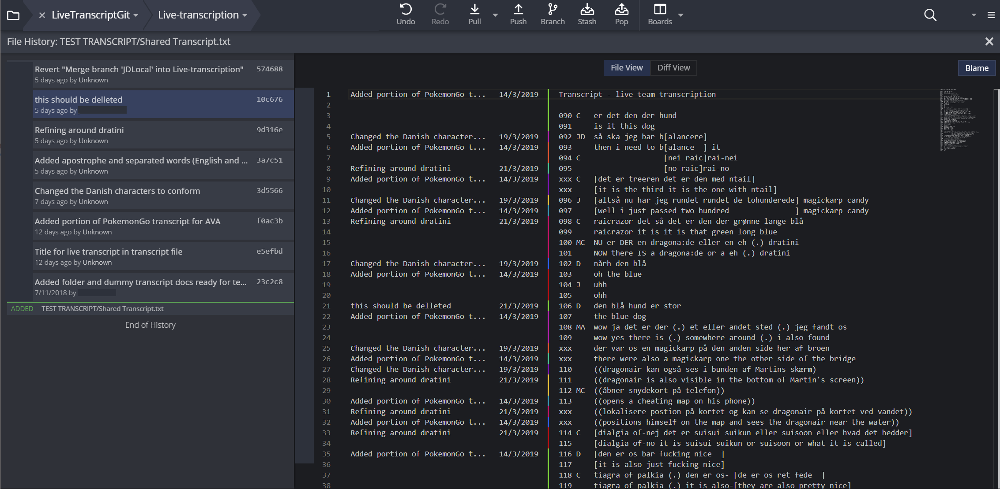 LiveTranscriptGit Live-transcription Undo Redo Pull Push Branch Stash Pop Boards
File History: TEST TRANSCRIPT/Shared Transcript.txt
File View Diff View Blame
Revert "Merge branch 'JDLocal' into Live-transcription" 574688
5 days ago by Unknown
this should be delleted 10c676
5 days ago by
Refining around dratini 9d316e
5 days ago by Unknown
Added apostrophe and separated words (English and ... 3a7c51
5 days ago by Unknown
Changed the Danish characters to conform 3d5566
7 days ago by Unknown
Added portion of PokemonGo transcript for AVA f0ac3b
12 days ago by Unknown
Title for live transcript in transcript file e5efbd
12 days ago by Unknown
Added folder and dummy transcript docs ready for te... 23c2c8
7/11/2018 by
ADDED TEST TRANSCRIPT/Shared Transcript.txt
End of History
1 Added portion of PokemonGo t... 14/3/2019 Transcript - live team transcription
2
3 090 C er det den der hund
4 091 is it this dog
5 Changed the Danish character... 19/3/2019 092 JD så ska jeg bar b[alancere]
6 Added portion of PokemonGo t... 14/3/2019 093 then i need to b[alance ] it
7 094 C [nei raic]rai-nei
8 Refining around dratini 21/3/2019 095 [no raic]rai-no
9 Added portion of PokemonGo t... 14/3/2019 xxx C [det er treeren det er den med ntail]
10 xxx [it is the third it is the one with ntail]
11 Changed the Danish character... 19/3/2019 096 J [altså nu har jeg rundet rundet de tohunderede] magickarp candy
12 Added portion of PokemonGo t... 14/3/2019 097 [well i just passed two hundred ] magickarp candy
13 Refining around dratini 21/3/2019 098 C raicrazor det så det er den der grønne lange blå
14 099 raicrazor it is it is that green long blue
15 100 MC NU er DER en dragona:de eller en eh (.) dratini
16 101 NOW there IS a dragona:de or a eh (.) dratini
17 Changed the Danish character... 19/3/2019 102 D nårh den blå
18 Added portion of PokemonGo t... 14/3/2019 103 oh the blue
19 104 J uhh
20 105 ohh
21 this should be delleted 21/3/2019 106 D den blå hund er stor
22 Added portion of PokemonGo t... 14/3/2019 107 the blue dog
23 108 MA wow ja det er der (.) et eller andet sted (.) jeg fandt os
24 109 wow yes there is (.) somewhere around (.) i also found
25 Changed the Danish character... 19/3/2019 xxx der var os en magickarp på den anden side her af broen
26 Added portion of PokemonGo t... 14/3/2019 xxx there were also a magickarp one the other side of the bridge
27 Changed the Danish character... 19/3/2019 110 ((dragonair kan også ses i bunden af Martins skærm)
28 Refining around dratini 21/3/2019 111 ((dragonair is also visible in the bottom of Martin's screen))
29 112 MC ((åbner snydekort på telefon))
30 Added portion of PokemonGo t... 14/3/2019 113 ((opens a cheating map on his phone))
31 Refining around dratini 21/3/2019 xxx ((lokalisere postion på kortet og kan se dragonair på kortet ved vandet))
32 Added portion of PokemonGo t... 14/3/2019 xxx ((positions himself on the map and sees the dragonair near the water))
33 Refining around dratini 21/3/2019 114 C [dialgia of-nej det er suisui suikun eller suisoon eller hvad det hedder]
34 115 [dialgia of-no it is suisui suikun or suisoon or what it is called]
35 Added portion of PokemonGo t... 14/3/2019 116 D [den er os bar fucking nice ]
36 117 [it is also just fucking nice]
37 118 C tiagra of palkia (.) den er os- [de er os ret fede ]
38 119 tiagra of palkia (.) it is also-[they are also pretty nice]